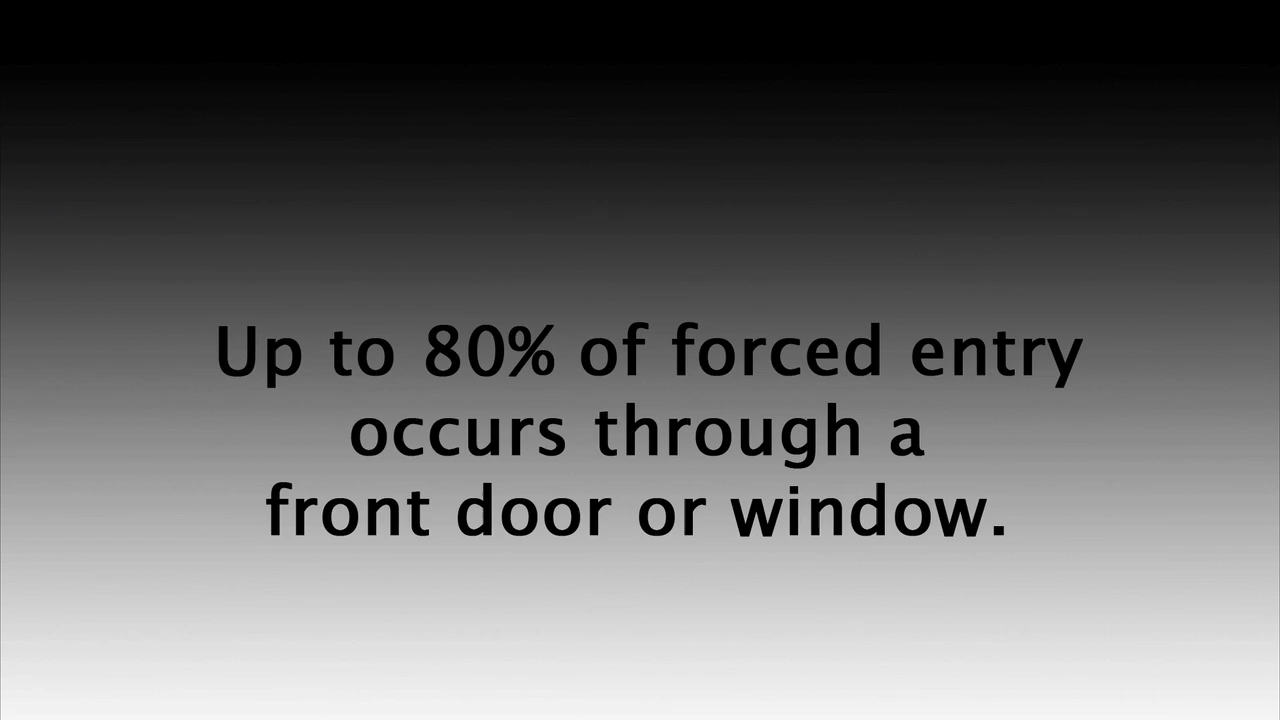 Up to 80% of forced entry
occurs through a
front door or window.